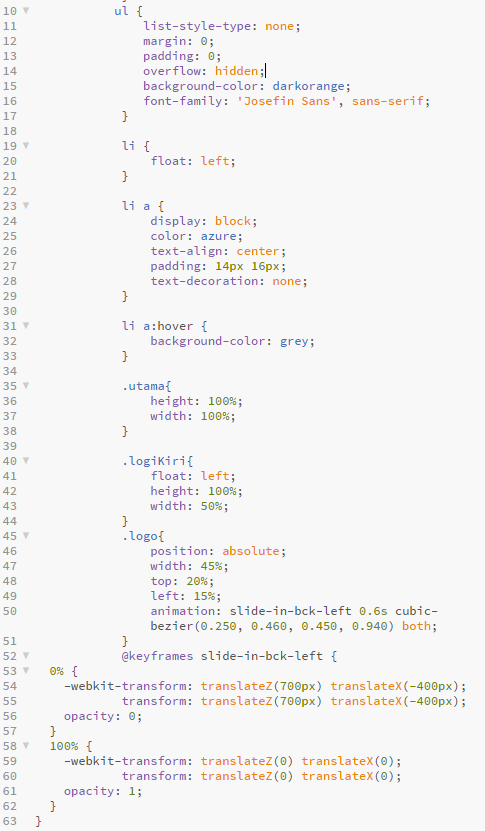 10 ul {
11 list-style-type: none;
12 margin: 0;
13 padding: 0;
14 overflow: hidden;
15 background-color: darkorange;
16 font-family: 'Josefin Sans', sans-serif;
17 }
18
19 li {
20 float: left;
21 }
22
23 li a {
24 display: block;
25 color: azure;
26 text-align: center;
27 padding: 14px 16px;
28 text-decoration: none;
29 }
30
31 li a:hover {
32 background-color: grey;
33 }
34
35 .utama{
36 height: 100%;
37 width: 100%;
38 }
39
40 .logiKiri{
41 float: left;
42 height: 100%;
43 width: 50%;
44 }
45 .logo{
46 position: absolute;
47 width: 45%;
48 top: 20%;
49 left: 15%;
50 animation: slide-in-bck-left 0.6s cubic-
bezier(0.250, 0.460, 0.450, 0.940) both;
51 }
52 @keyframes slide-in-bck-left {
53 0% {
54 -webkit-transform: translateZ(700px) translateX(-400px);
55 transform: translateZ(700px) translateX(-400px);
56 opacity: 0;
57 }
58 100% {
59 -webkit-transform: translateZ(0) translateX(0);
60 transform: translateZ(0) translateX(0);
61 opacity: 1;
62 }
63 }